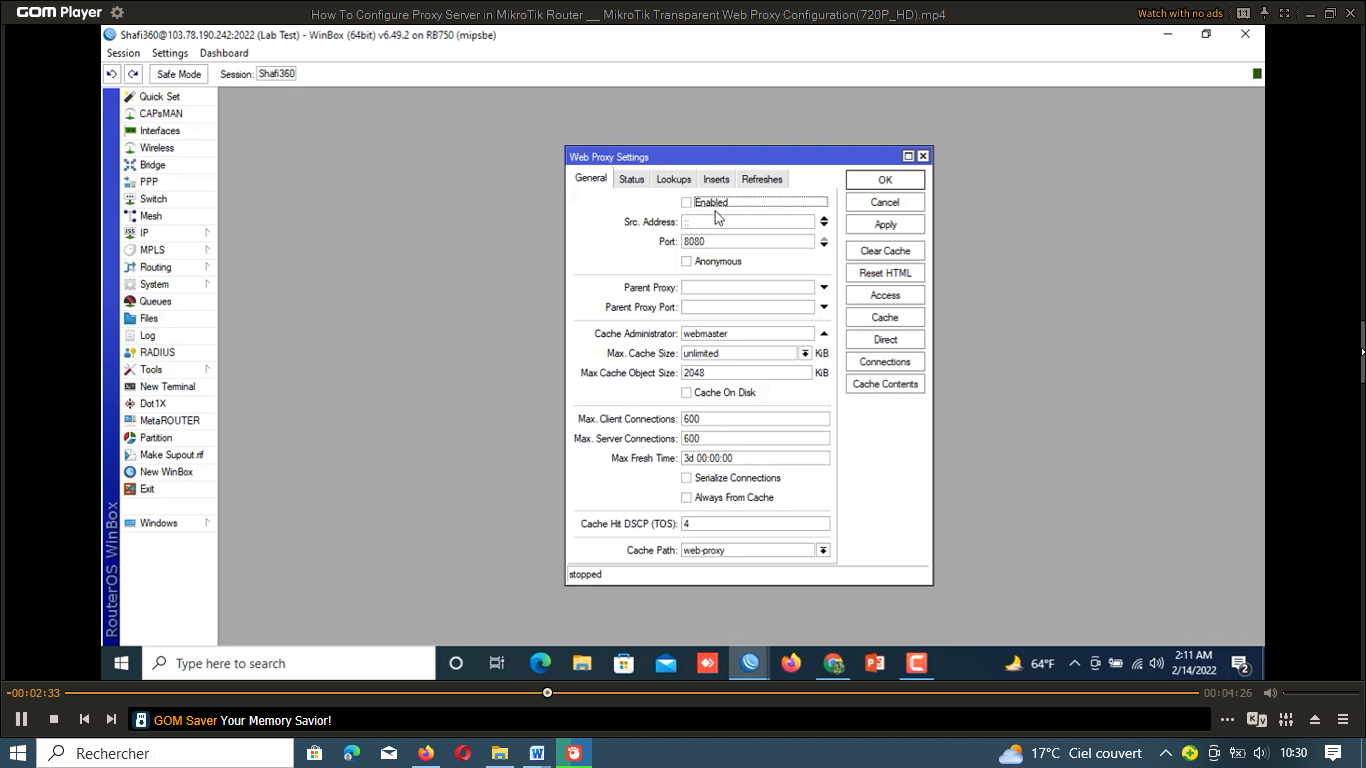 GOM Player
How To Configure Proxy Server in MikroTik Router __ MikroTik Transparent Web Proxy Configuration(720P_HD).mp4
Watch with no ads
Shafi360@103.78.190.242:2022 (Lab Test) - WinBox (64bit) v6.49.2 on RB750 (mipsbe)
Session Settings Dashboard
Safe Mode Session: Shafi360
Quick Set
CAPsMAN
Interfaces
Wireless
Bridge
PPP
Switch
Mesh
IP
MPLS
Routing
System
Queues
Files
Log
RADIUS
Tools
New Terminal
Dot1X
MetaROUTER
Partition
Make Supout.rif
New WinBox
Exit
Windows
RouterOS WinBox
Web Proxy Settings
General Status Lookups Inserts Refreshes
Enabled
Src. Address: ::
Port: 8080
Anonymous
Parent Proxy:
Parent Proxy Port:
Cache Administrator: webmaster
Max. Cache Size: unlimited KiB
Max Cache Object Size: 2048 KiB
Cache On Disk
Max. Client Connections: 600
Max. Server Connections: 600
Max Fresh Time: 3d 00:00:00
Serialize Connections
Always From Cache
Cache Hit DSCP (TOS): 4
Cache Path: web-proxy
stopped
OK
Cancel
Apply
Clear Cache
Reset HTML
Access
Cache
Direct
Connections
Cache Contents
Type here to search
64°F
2:11 AM
2/14/2022
2
-00:02:33
00:04:26
GOM Saver Your Memory Savior!
Rechercher
17°C Ciel couvert
10:30